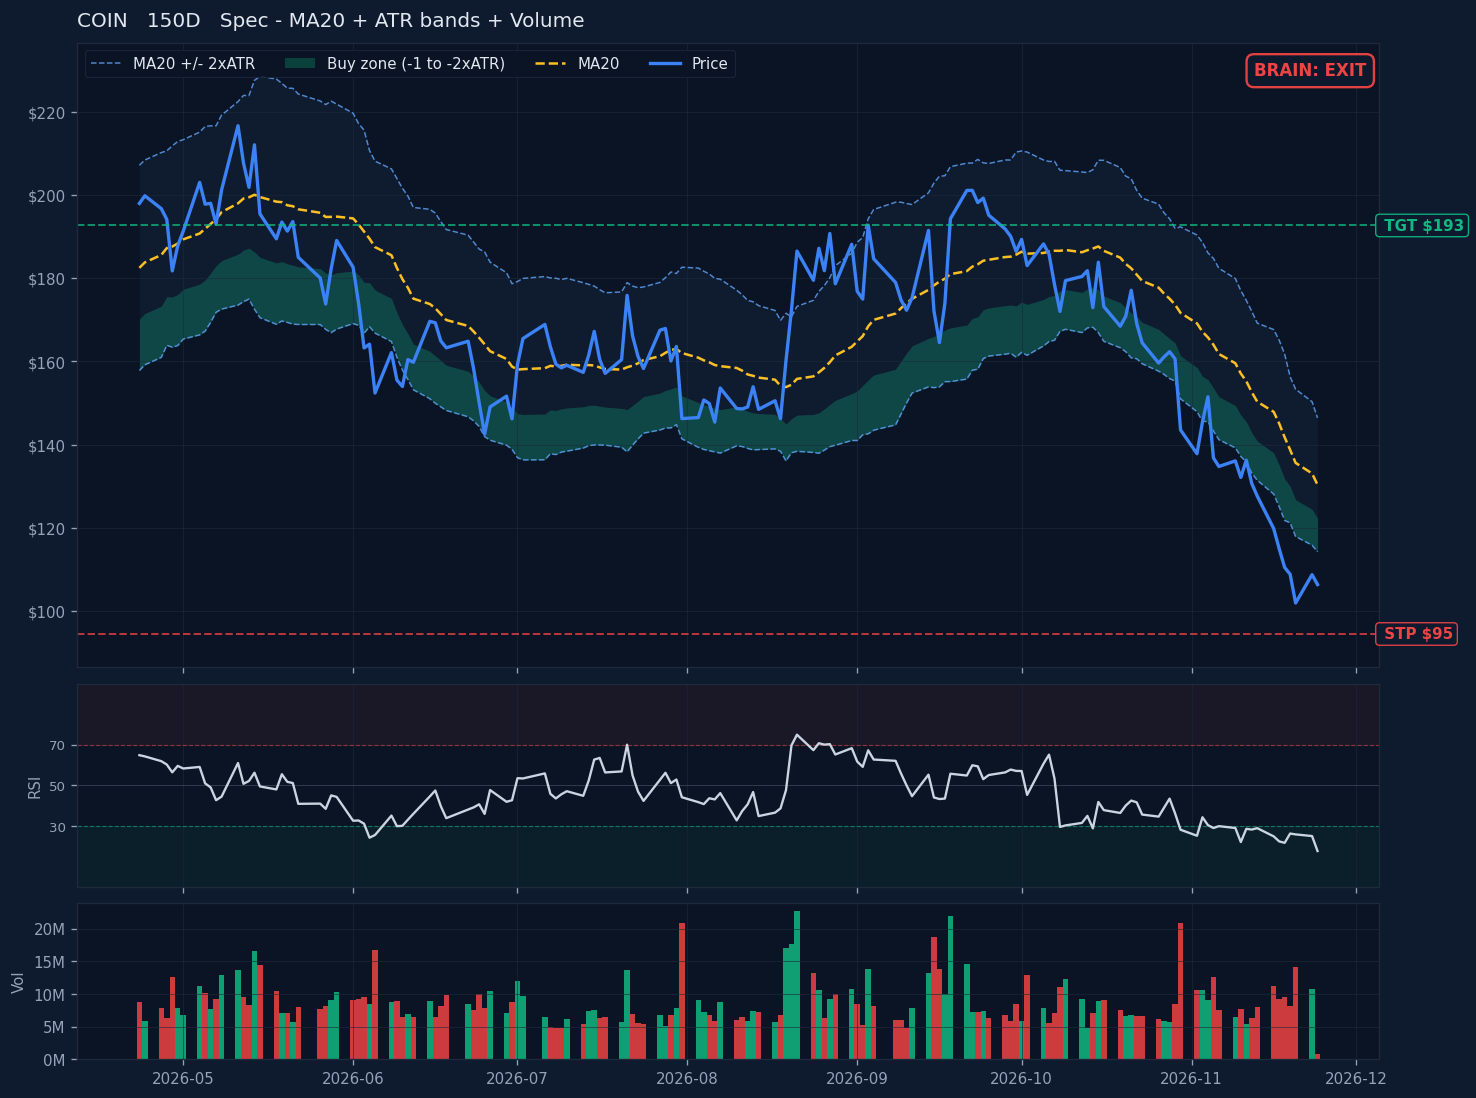 COIN   150D   Spec - MA20 + ATR bands + Volume
MA20 +/- 2xATR   Buy zone (-1 to -2xATR)   MA20   Price
BRAIN: EXIT
$220
$200
TGT $193
$180
$160
$140
$120
$100
STP $95
RSI
70
50
30
Vol
20M
15M
10M
5M
0M
2026-05   2026-06   2026-07   2026-08   2026-09   2026-10   2026-11   2026-12